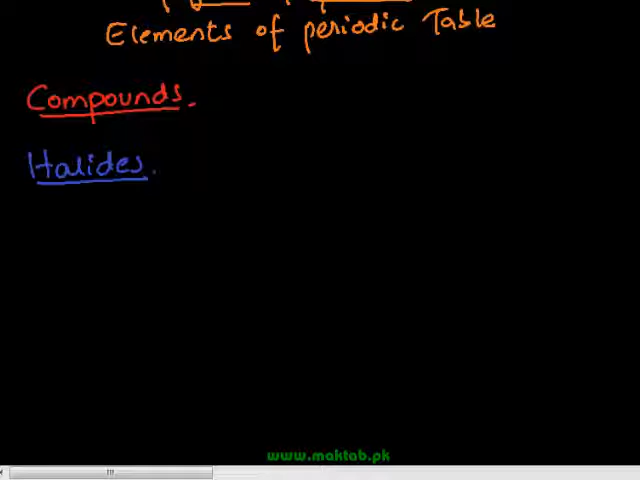 Elements of periodic Table
Compounds.
Halides.
www.maktab.pk